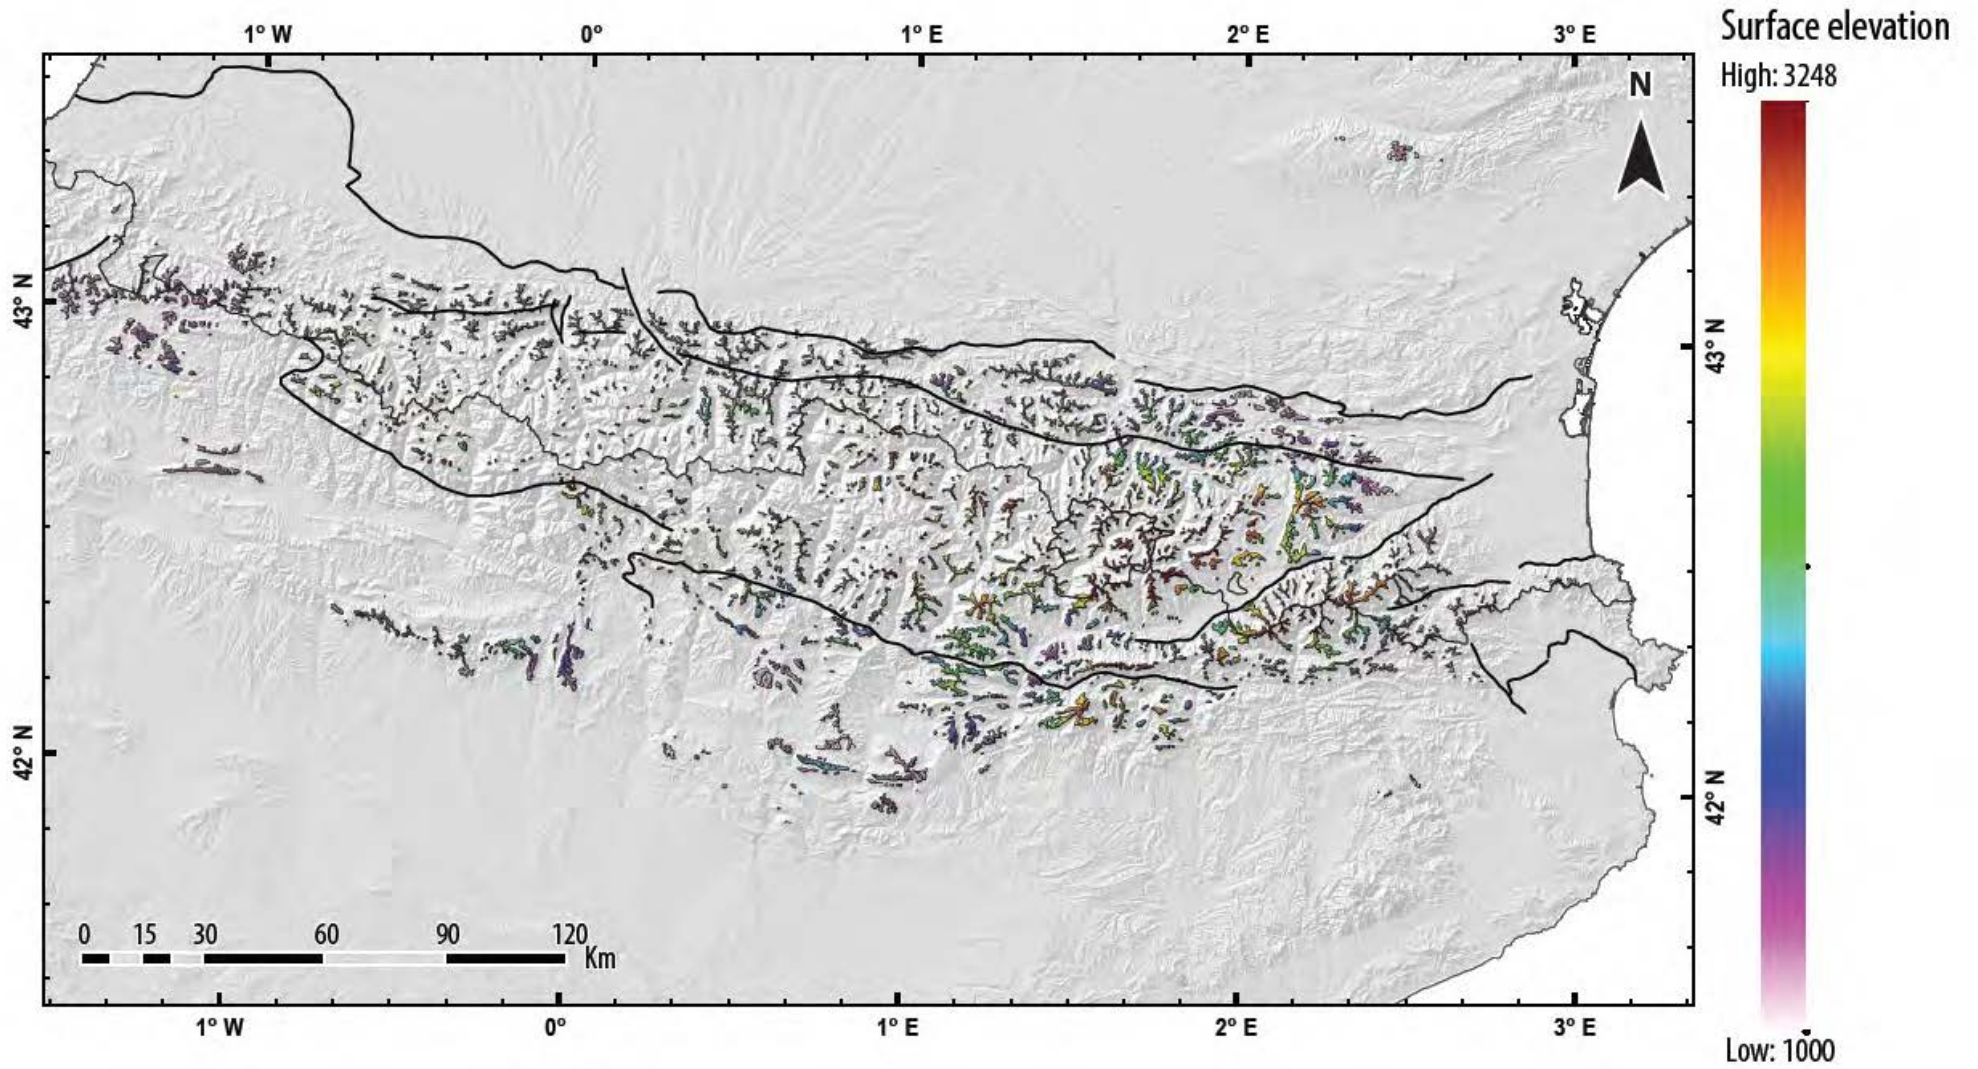 1° W 0° 1° E 2° E 3° E
Surface elevation
High: 3248
N
43° N
43° N
42° N
42° N
0 15 30 60 90 120
Km
1° W 0° 1° E 2° E 3° E
Low: 1000